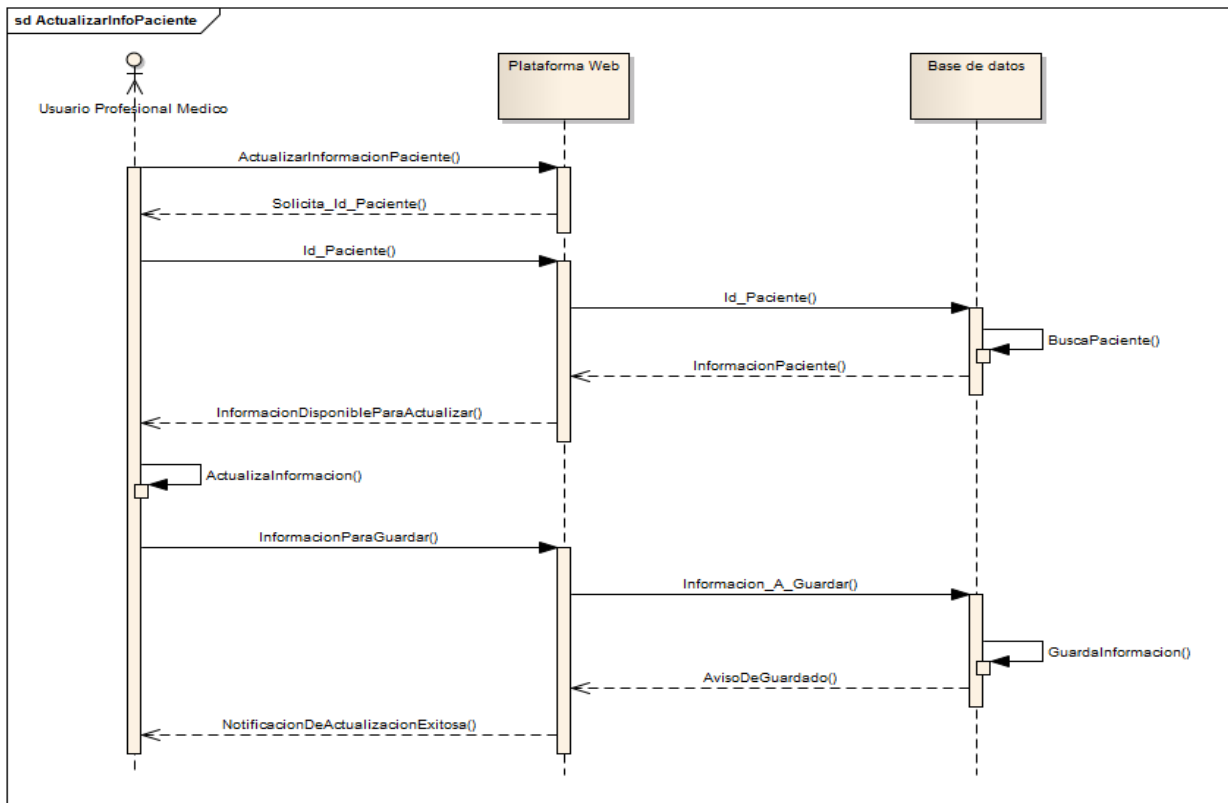 sd ActualizarInfoPaciente
Usuario Profesional Medico
Plataforma Web
Base de datos
ActualizarInformacionPaciente()
Solicita_Id_Paciente()
Id_Paciente()
Id_Paciente()
BuscaPaciente()
InformacionPaciente()
InformacionDisponibleParaActualizar()
ActualizaInformacion()
InformacionParaGuardar()
Informacion_A_Guardar()
GuardaInformacion()
AvisoDeGuardado()
NotificacionDeActualizacionExitosa()